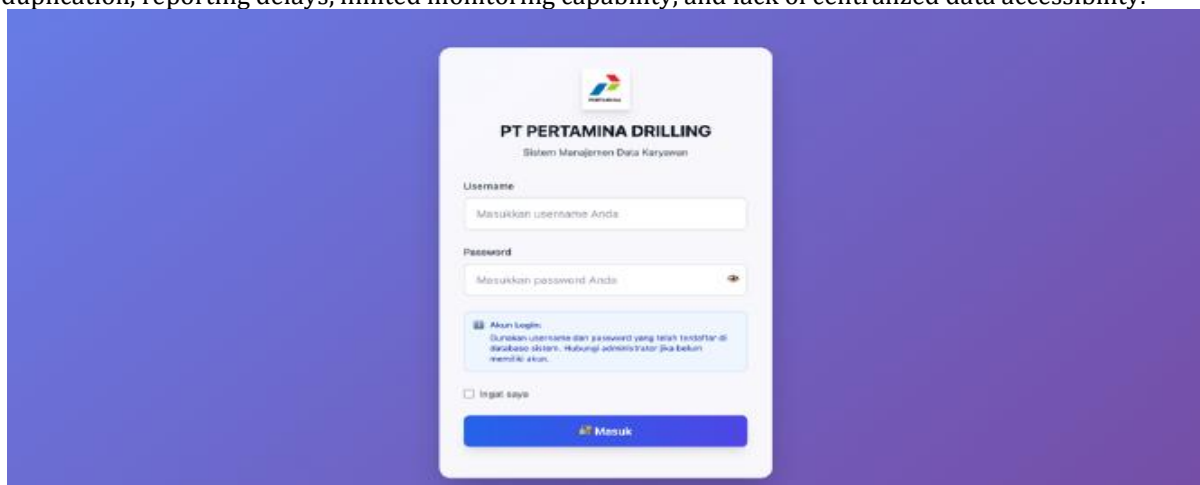 duplication, reporting delays, limited monitoring capability, and lack of centralized data accessibility.
PERTAMINA
PT PERTAMINA DRILLING
Sistem Manajemen Data Karyawan
Username
Masukkan username Anda
Password
Masukkan password Anda
Akun Login:
Gunakan username dan password yang telah terdaftar di
database sistem. Hubungi administrator jika belum
memiliki akun.
Ingat saya
Masuk